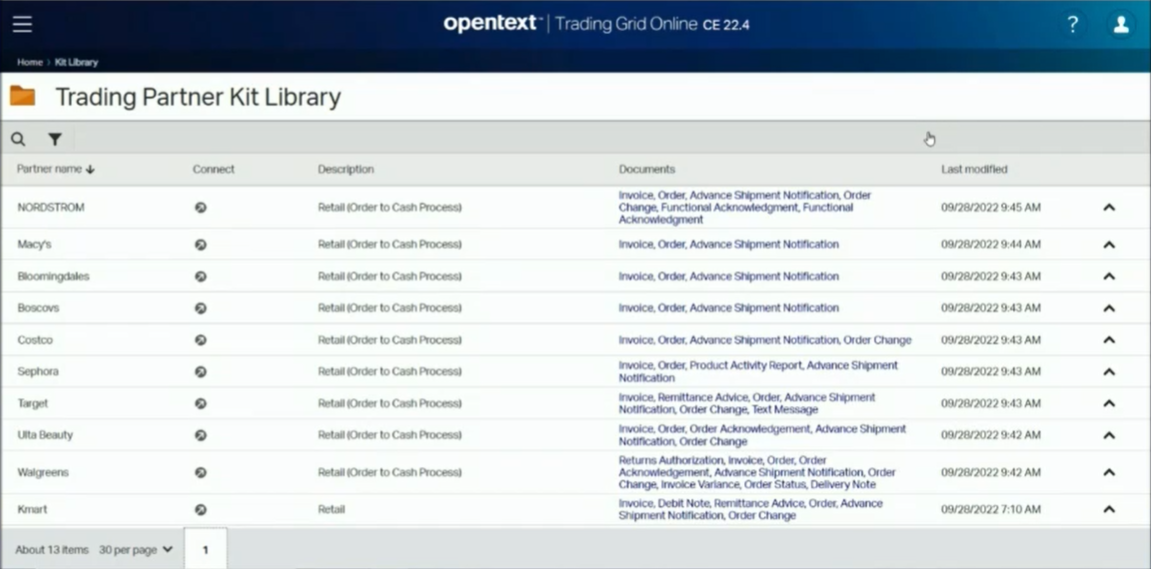 opentext™ | Trading Grid Online CE 22.4
?
Home › Kit Library
Trading Partner Kit Library
Partner name Connect Description Documents Last modified
NORDSTROM Retail (Order to Cash Process) Invoice, Order, Advance Shipment Notification, Order
Change, Functional Acknowledgment, Functional
Acknowledgment 09/28/2022 9:45 AM
Macy's Retail (Order to Cash Process) Invoice, Order, Advance Shipment Notification 09/28/2022 9:44 AM
Bloomingdales Retail (Order to Cash Process) Invoice, Order, Advance Shipment Notification 09/28/2022 9:43 AM
Boscovs Retail (Order to Cash Process) Invoice, Order, Advance Shipment Notification 09/28/2022 9:43 AM
Costco Retail (Order to Cash Process) Invoice, Order, Advance Shipment Notification, Order Change 09/28/2022 9:43 AM
Sephora Retail (Order to Cash Process) Invoice, Order, Product Activity Report, Advance Shipment
Notification 09/28/2022 9:43 AM
Target Retail (Order to Cash Process) Invoice, Remittance Advice, Order, Advance Shipment
Notification, Order Change, Text Message 09/28/2022 9:43 AM
Ulta Beauty Retail (Order to Cash Process) Invoice, Order, Order Acknowledgement, Advance Shipment
Notification, Order Change 09/28/2022 9:42 AM
Walgreens Retail (Order to Cash Process) Returns Authorization, Invoice, Order, Order
Acknowledgement, Advance Shipment Notification, Order
Change, Invoice Variance, Order Status, Delivery Note 09/28/2022 9:42 AM
Kmart Retail Invoice, Debit Note, Remittance Advice, Order, Advance
Shipment Notification, Order Change 09/28/2022 7:10 AM
About 13 items 30 per page 1